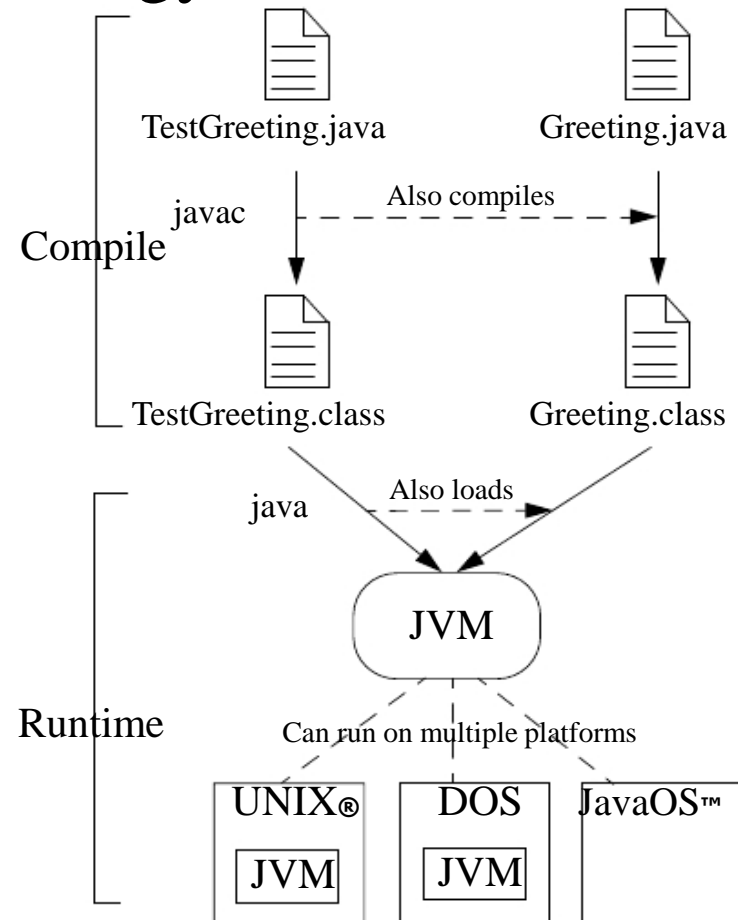 TestGreeting.java
Greeting.java
javac
Also compiles
Compile
TestGreeting.class
Greeting.class
java
Also loads
JVM
Runtime
Can run on multiple platforms
UNIX®
DOS
JavaOS™
JVM
JVM